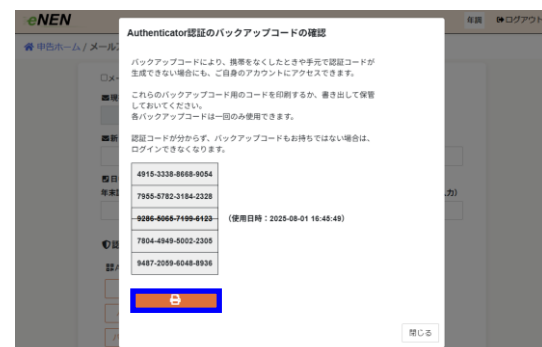 eNEN
年調 ログアウト
申告ホーム / メール
Authenticator認証のバックアップコードの確認
バックアップコードにより、携帯をなくしたときや手元で認証コードが
生成できない場合にも、ご自身のアカウントにアクセスできます。
これらのバックアップコード用のコードを印刷するか、書き出して保管
しておいてください。
各バックアップコードは一回のみ使用できます。
認証コードが分からず、バックアップコードもお持ちではない場合は、
ログインできなくなります。
4915-3338-8668-9054
7955-5782-3184-2328
9286-5065-7199-6123 (使用日時：2025-08-01 16:45:49)
7804-4949-5002-2305
9487-2059-6048-8936
閉じる